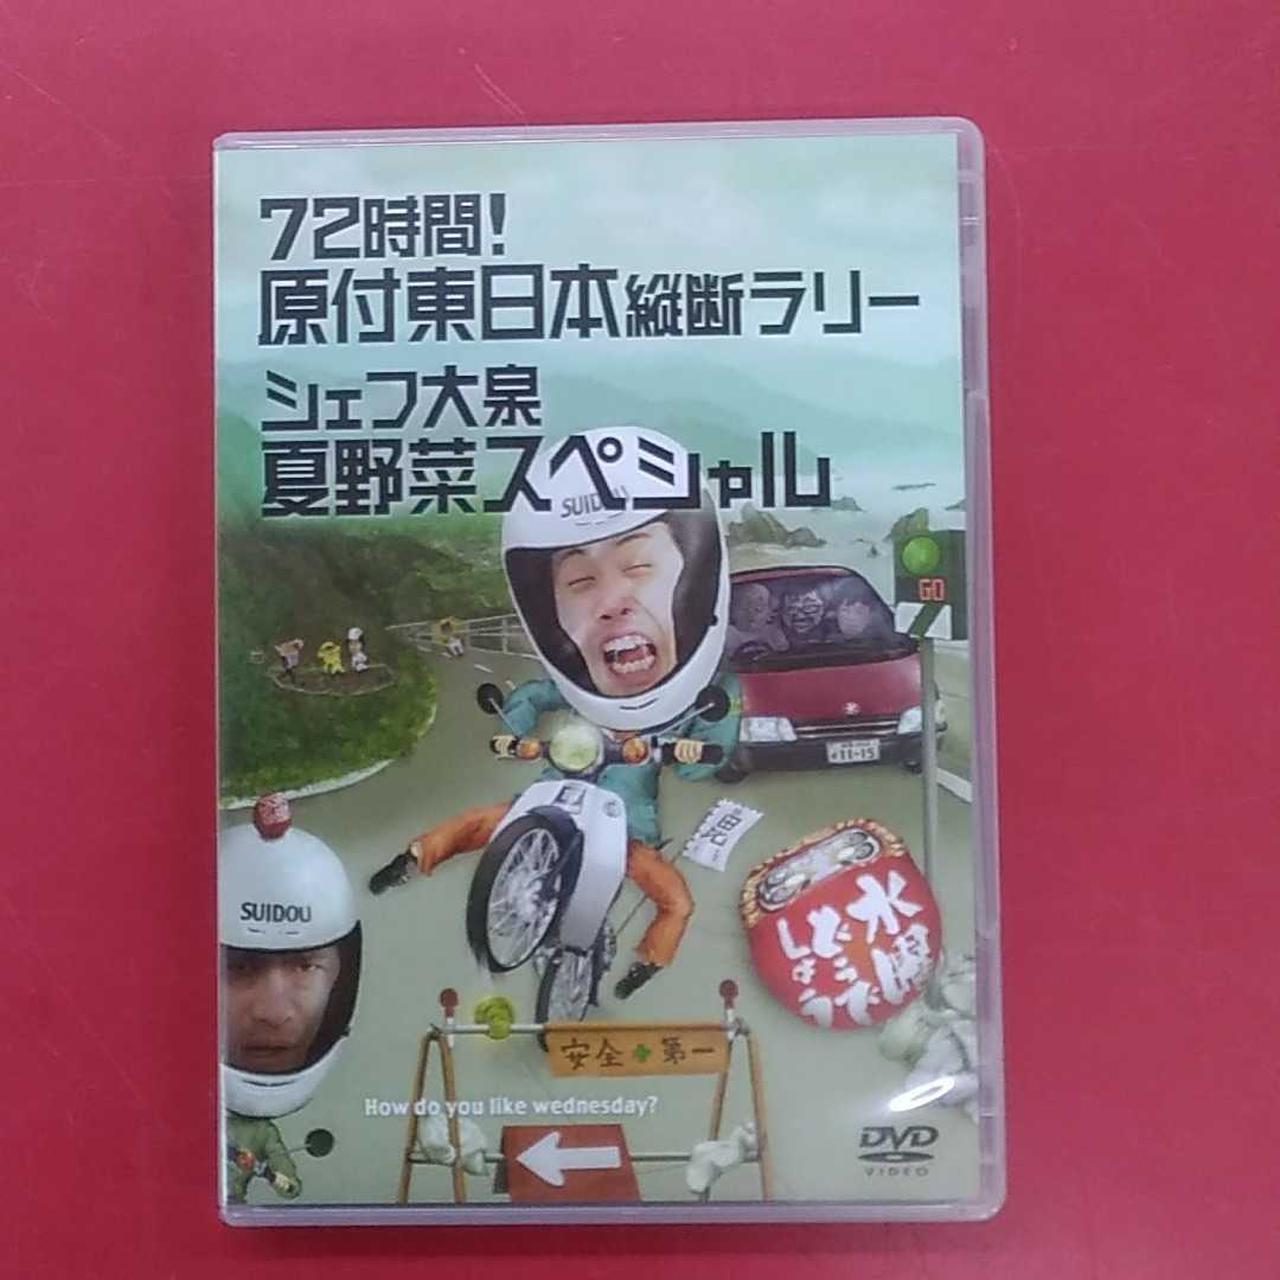 72時間!
原付東日本縦断ラリー
シェフ大泉
夏野菜スペシャル
SUIDOU
GO
11-15
SUIDOU
水曜
どうで
しょう
安全+第一
How do you like wednesday?
DVD
VIDEO